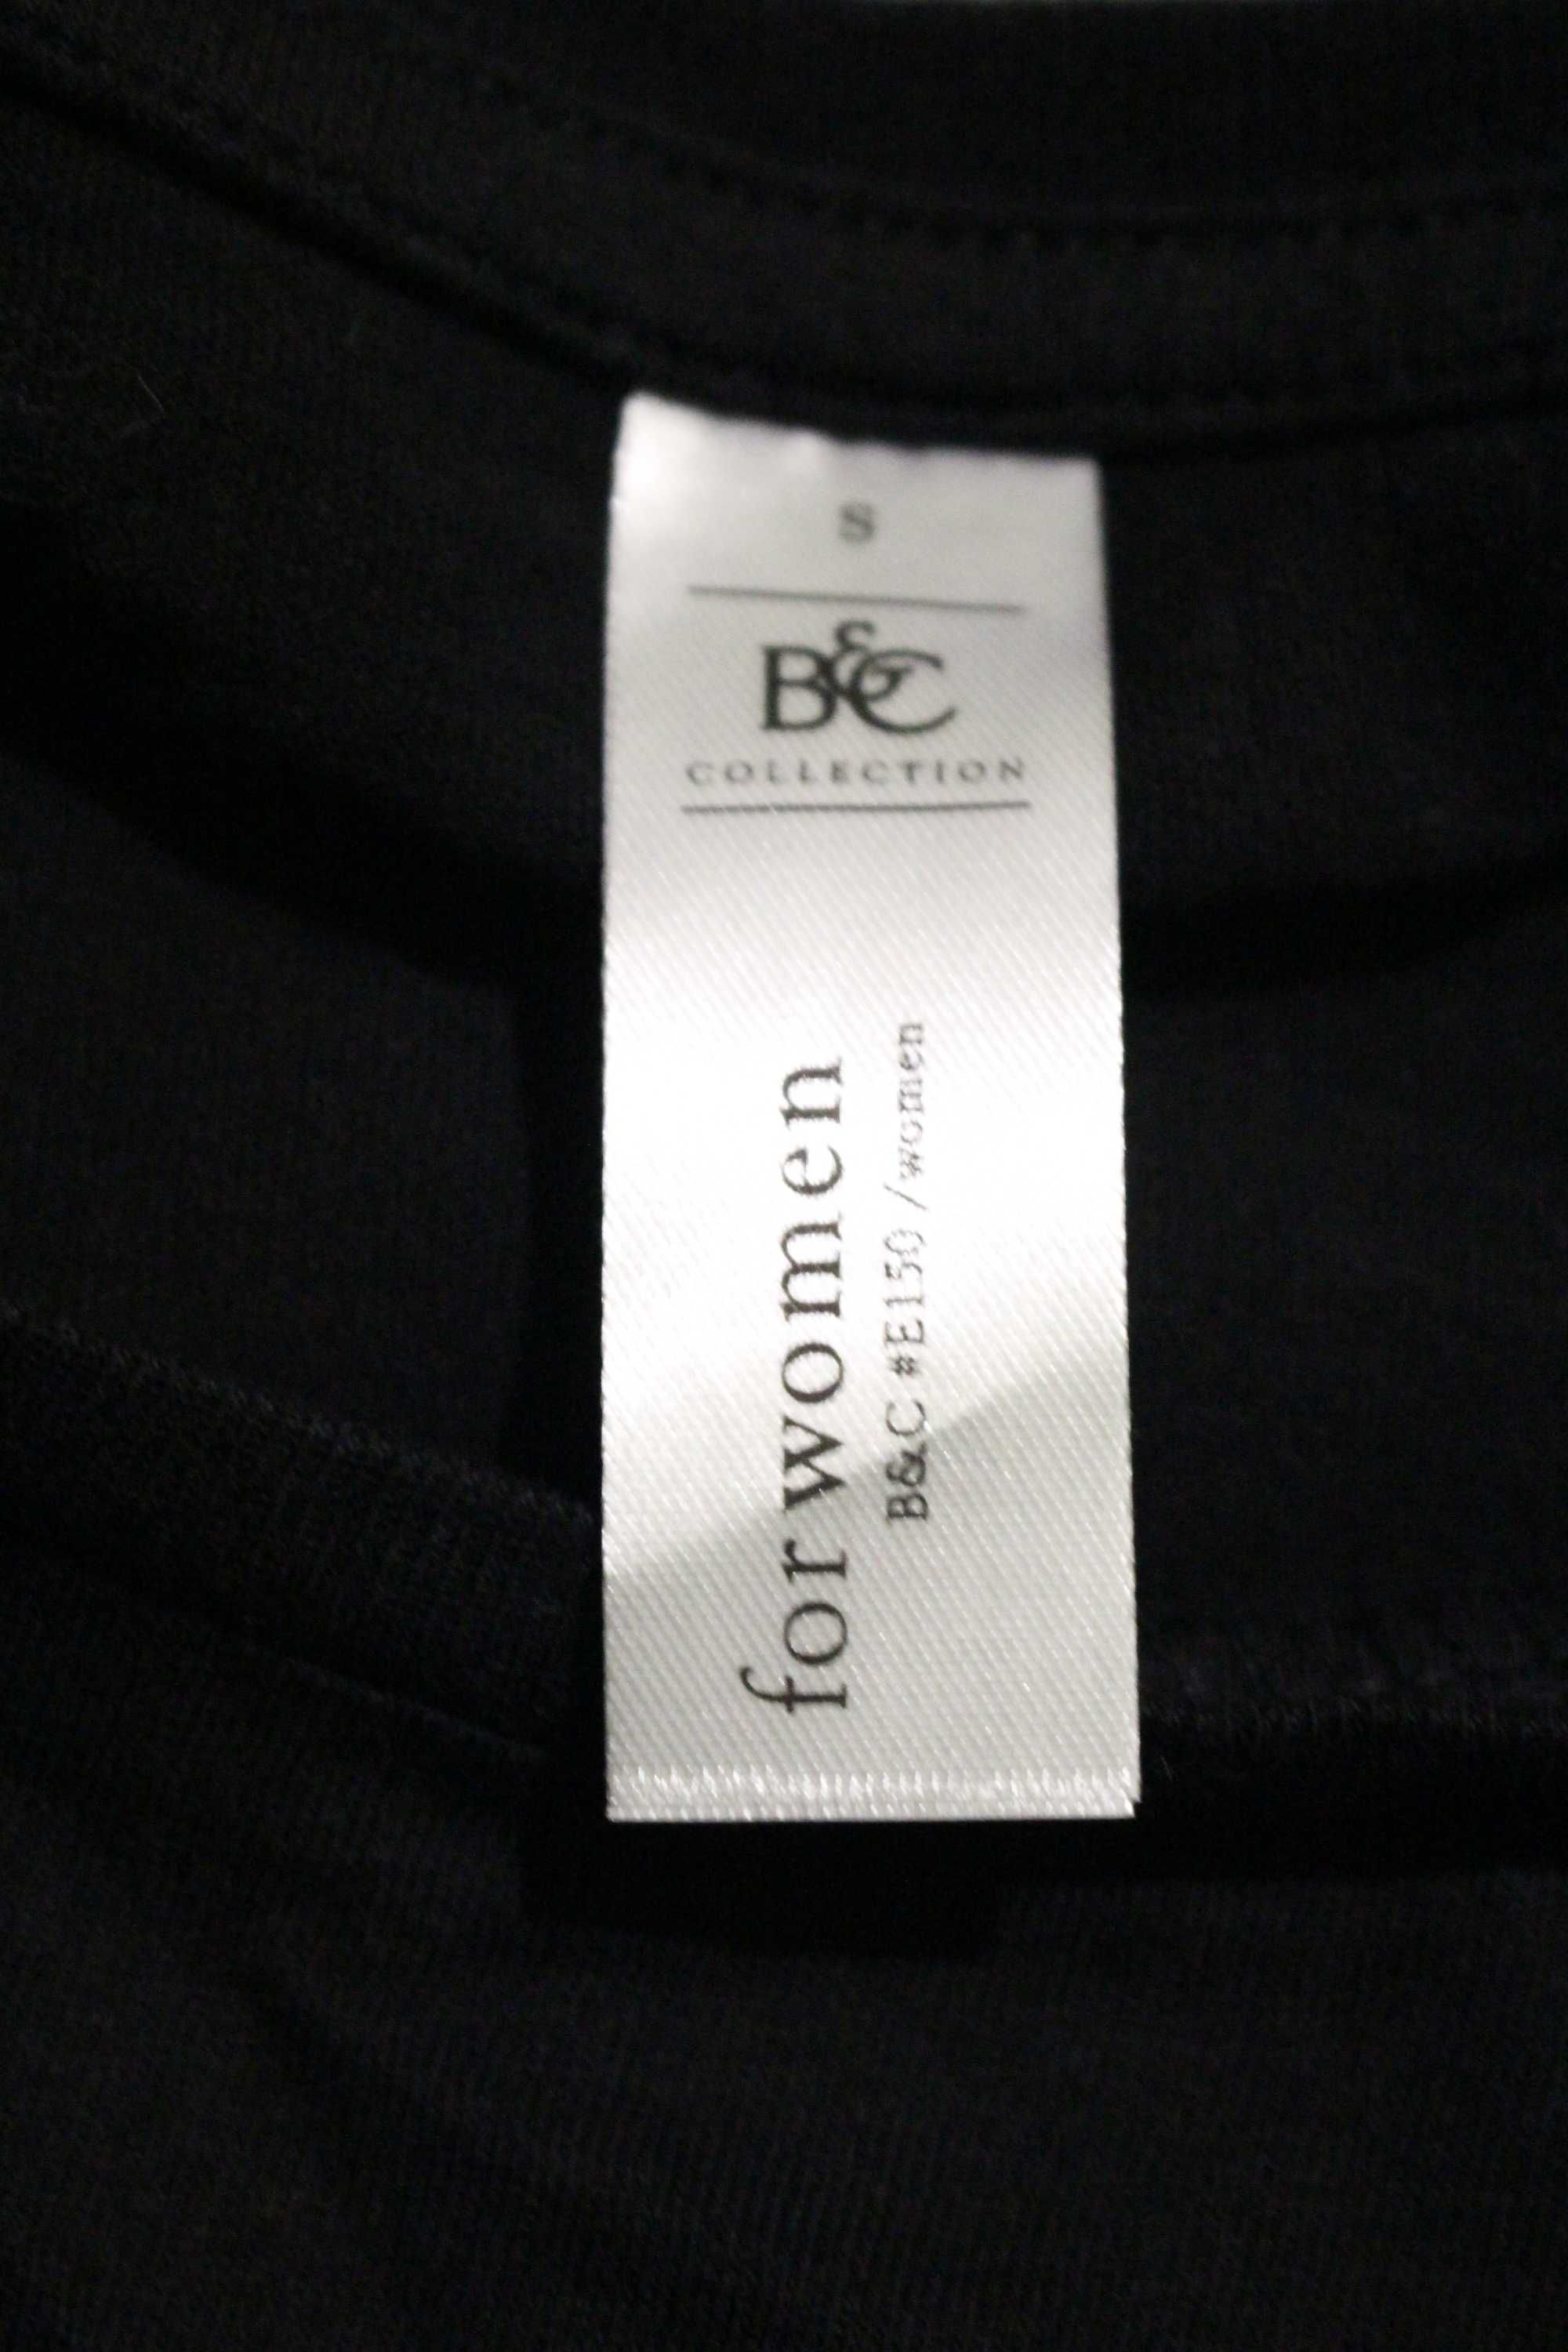 S
B&C
COLLECTION
for women
B&C #E150 /women